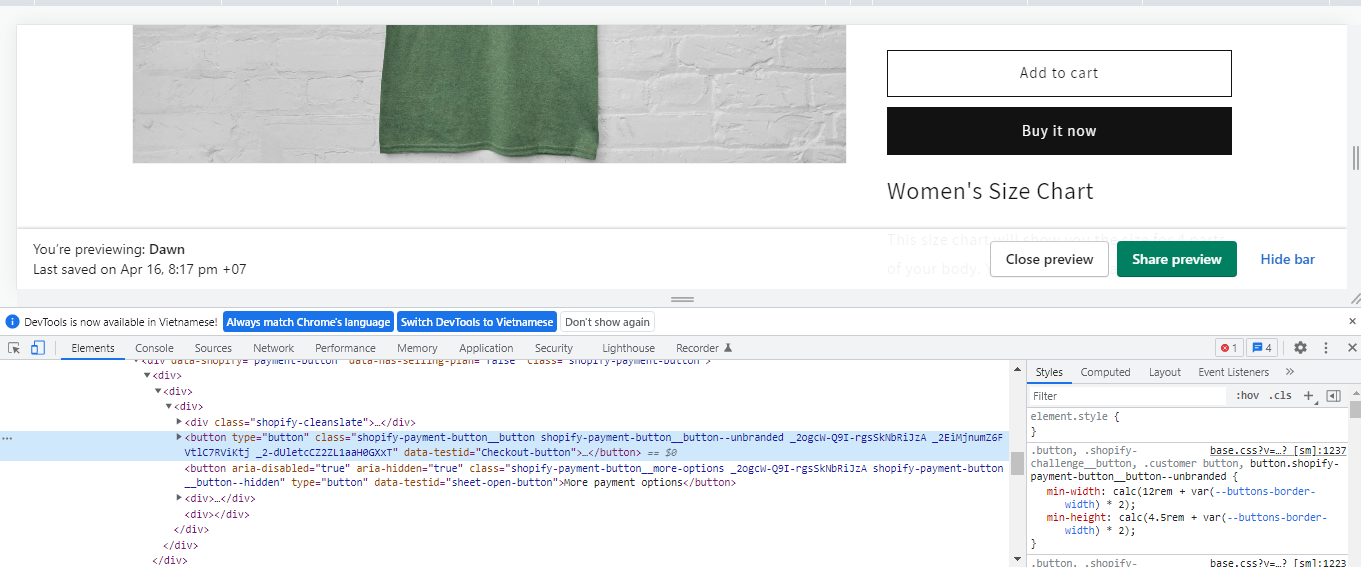 Add to cart
Buy it now
Women's Size Chart
This size chart will show you the size for 4 parts
of your body.
You're previewing: Dawn
Last saved on Apr 16, 8:17 pm +07
Close preview
Share preview
Hide bar
DevTools is now available in Vietnamese!
Always match Chrome's language
Switch DevTools to Vietnamese
Don't show again
×
Elements
Console
Sources
Network
Performance
Memory
Application
Security
Lighthouse
Recorder
1
4
<div data-shopify="payment-button" data-has-selling-plan="false" class="shopify-payment-button">
<div>
<div>
<div>
<div class="shopify-cleanslate">…</div>
<button type="button" class="shopify-payment-button__button shopify-payment-button__button--unbranded _2ogcW-Q9I-rgsSkNbRiJzA _2EiMjnumZ6F
VtlC7RViKtj _2-dUletcCZ2ZL1aaH0GXxT" data-testid="Checkout-button">…</button> == $0
<button aria-disabled="true" aria-hidden="true" class="shopify-payment-button__more-options _2ogcW-Q9I-rgsSkNbRiJzA shopify-payment-button
__button--hidden" type="button" data-testid="sheet-open-button">More payment options</button>
<div>…</div>
<div></div>
</div>
</div>
</div>
Styles
Computed
Layout
Event Listeners
»
Filter
:hov
.cls
+
element.style {
}
.button, .shopify- base.css?v=…? [sm]:1237
challenge__button, .customer button, button.shopify-
payment-button__button--unbranded {
min-width: calc(12rem + var(--buttons-border-
width) * 2);
min-height: calc(4.5rem + var(--buttons-border-
width) * 2);
}
.button, .shopify- base.css?v=…? [sm]:1223